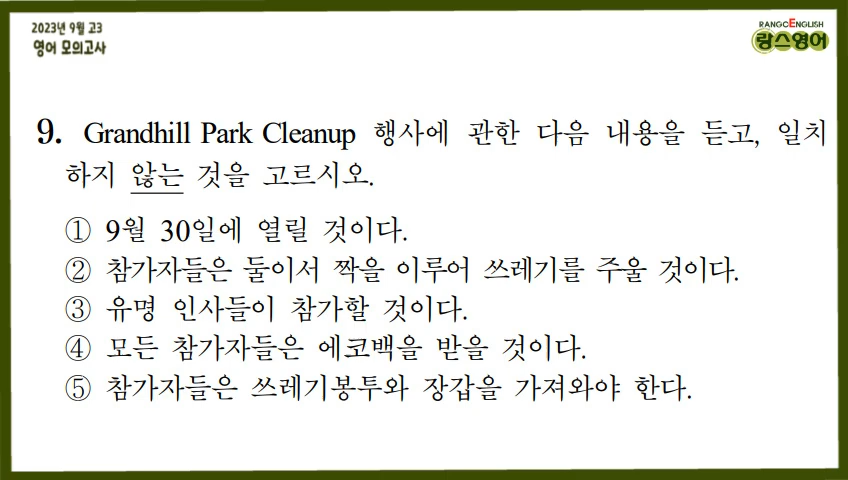 2023년 9월 고3
영어 모의고사
RANGOENGLISH
랑스영어
9. Grandhill Park Cleanup 행사에 관한 다음 내용을 듣고, 일치
하지 않는 것을 고르시오.
① 9월 30일에 열릴 것이다.
② 참가자들은 둘이서 짝을 이루어 쓰레기를 주울 것이다.
③ 유명 인사들이 참가할 것이다.
④ 모든 참가자들은 에코백을 받을 것이다.
⑤ 참가자들은 쓰레기봉투와 장갑을 가져와야 한다.